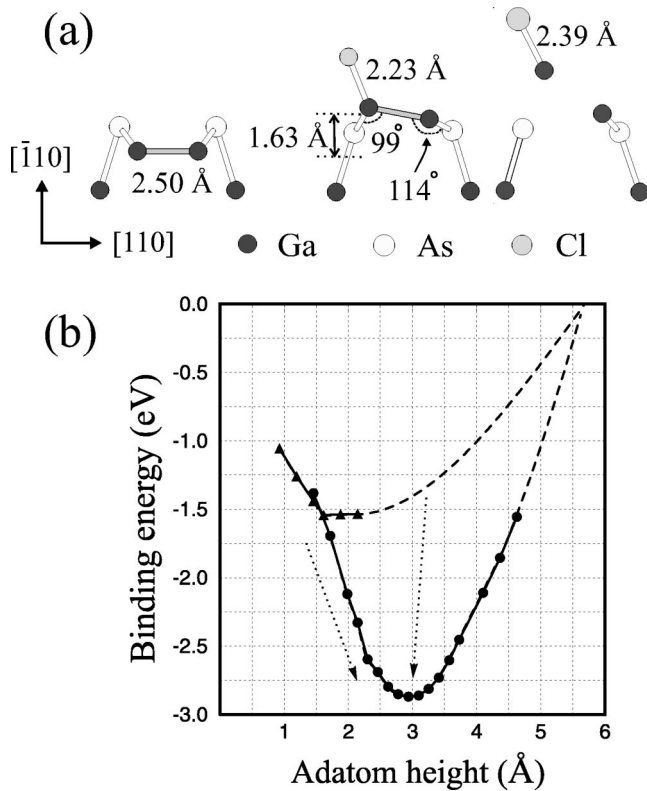 (a)
2.39 Å
2.23 Å
1.63 Å
99°
114°
2.50 Å
[1̄10]
[110]
Ga
As
Cl
(b)
Binding energy (eV)
0.0
-0.5
-1.0
-1.5
-2.0
-2.5
-3.0
1 2 3 4 5 6
Adatom height (Å)